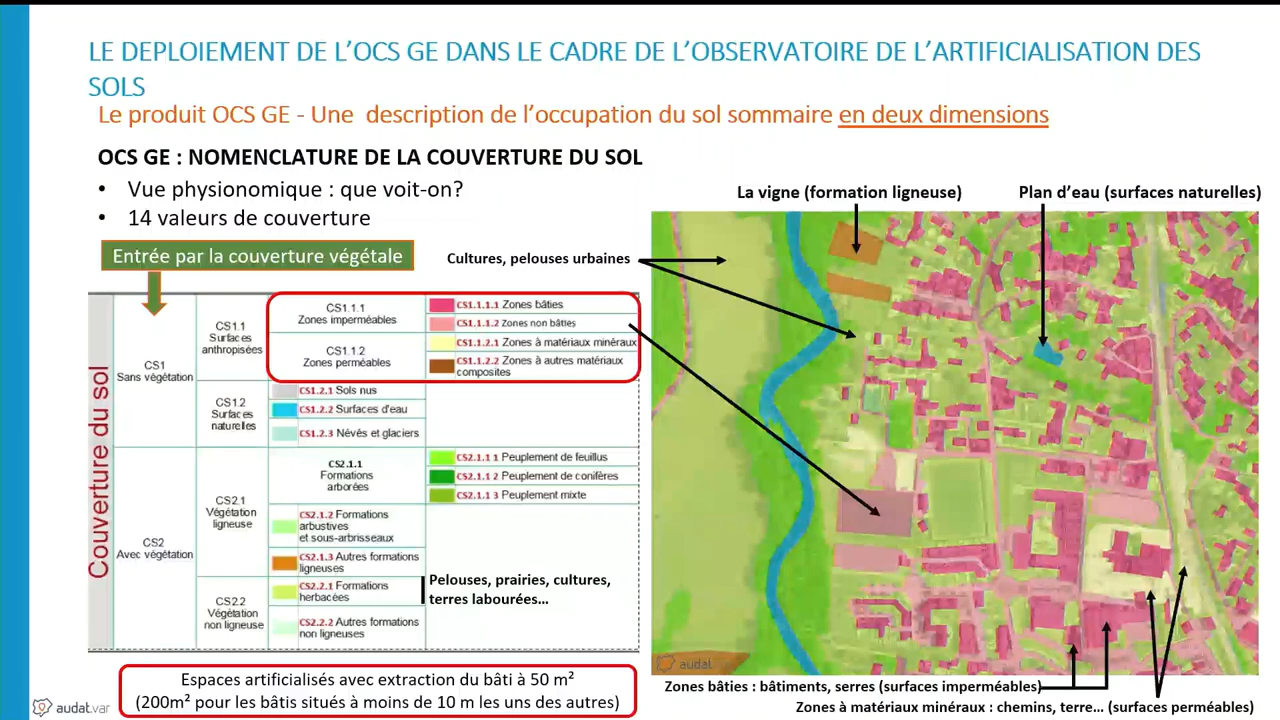 LE DEPLOIEMENT DE L'OCS GE DANS LE CADRE DE L'OBSERVATOIRE DE L'ARTIFICIALISATION DES
SOLS
Le produit OCS GE - Une description de l'occupation du sol sommaire en deux dimensions
OCS GE : NOMENCLATURE DE LA COUVERTURE DU SOL
• Vue physionomique : que voit-on?
• 14 valeurs de couverture
Entrée par la couverture végétale
Couverture du sol
CS1
Sans végétation
CS1.1
Surfaces
anthropisées
CS1.1.1
Zones imperméables
CS1.1.1.1 Zones bâties
CS1.1.1.2 Zones non bâties
CS1.1.2
Zones perméables
CS1.1.2.1 Zones à matériaux minéraux
CS1.1.2.2 Zones à autres matériaux
composites
CS1.2
Surfaces
naturelles
CS1.2.1 Sols nus
CS1.2.2 Surfaces d'eau
CS1.2.3 Névés et glaciers
CS2
Avec végétation
CS2.1
Végétation
ligneuse
CS2.1.1
Formations
arborées
CS2.1.1 1 Peuplement de feuillus
CS2.1.1 2 Peuplement de conifères
CS2.1.1 3 Peuplement mixte
CS2.1.2 Formations
arbustives
et sous-arbrisseaux
CS2.1.3 Autres formations
ligneuses
CS2.2
Végétation
non ligneuse
CS2.2.1 Formations
herbacées
CS2.2.2 Autres formations
non ligneuses
Pelouses, prairies, cultures,
terres labourées...
Espaces artificialisés avec extraction du bâti à 50 m²
(200m² pour les bâtis situés à moins de 10 m les uns des autres)
audat.var
La vigne (formation ligneuse)
Plan d'eau (surfaces naturelles)
Cultures, pelouses urbaines
audat
Zones bâties : bâtiments, serres (surfaces imperméables)
Zones à matériaux minéraux : chemins, terre... (surfaces perméables)